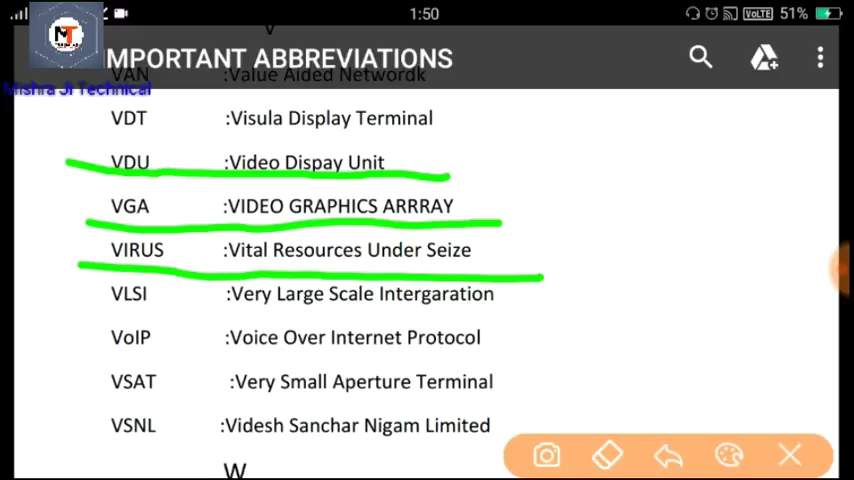 1:50
VoLTE 51%
MT
V
IMPORTANT ABBREVIATIONS
VAN :Value Aided Networdk
Mishra Ji Technical
VDT :Visula Display Terminal
VDU :Video Dispay Unit
VGA :VIDEO GRAPHICS ARRRAY
VIRUS :Vital Resources Under Seize
VLSI :Very Large Scale Intergaration
VoIP :Voice Over Internet Protocol
VSAT :Very Small Aperture Terminal
VSNL :Videsh Sanchar Nigam Limited
W